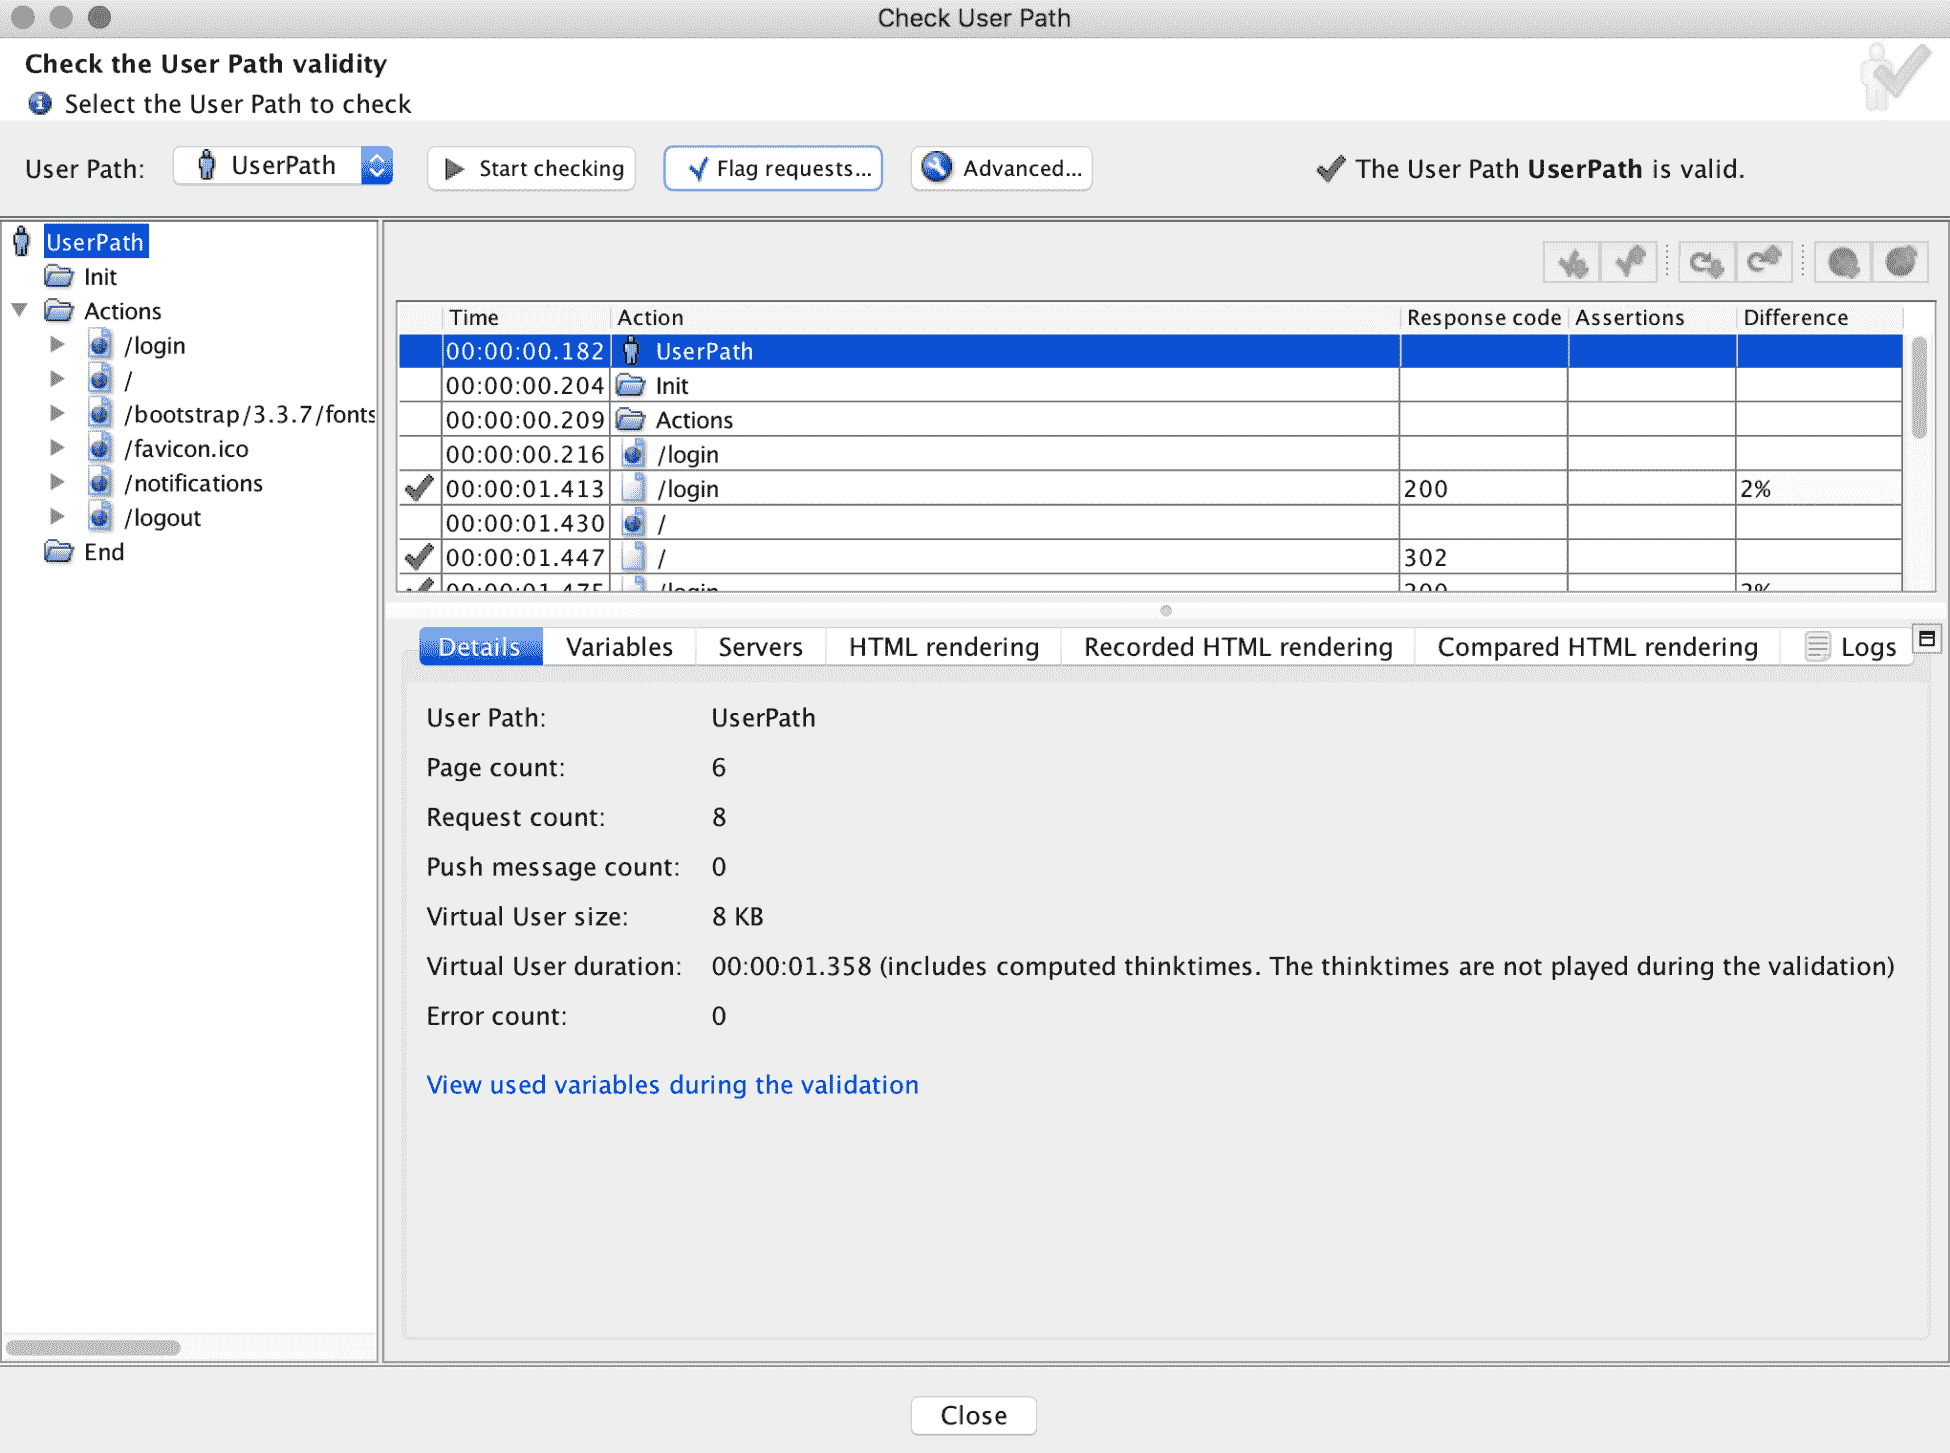 Check User Path
Check the User Path validity
Select the User Path to check
User Path: UserPath Start checking Flag requests... Advanced... The User Path UserPath is valid.
UserPath
Init
Actions
/login
/
/bootstrap/3.3.7/fonts
/favicon.ico
/notifications
/logout
End
Time Action Response code Assertions Difference
00:00:00.182 UserPath
00:00:00.204 Init
00:00:00.209 Actions
00:00:00.216 /login
00:00:01.413 /login 200 2%
00:00:01.430 /
00:00:01.447 / 302
00:00:01.475 /login 200 2%
Details Variables Servers HTML rendering Recorded HTML rendering Compared HTML rendering Logs
User Path: UserPath
Page count: 6
Request count: 8
Push message count: 0
Virtual User size: 8 KB
Virtual User duration: 00:00:01.358 (includes computed thinktimes. The thinktimes are not played during the validation)
Error count: 0
View used variables during the validation
Close